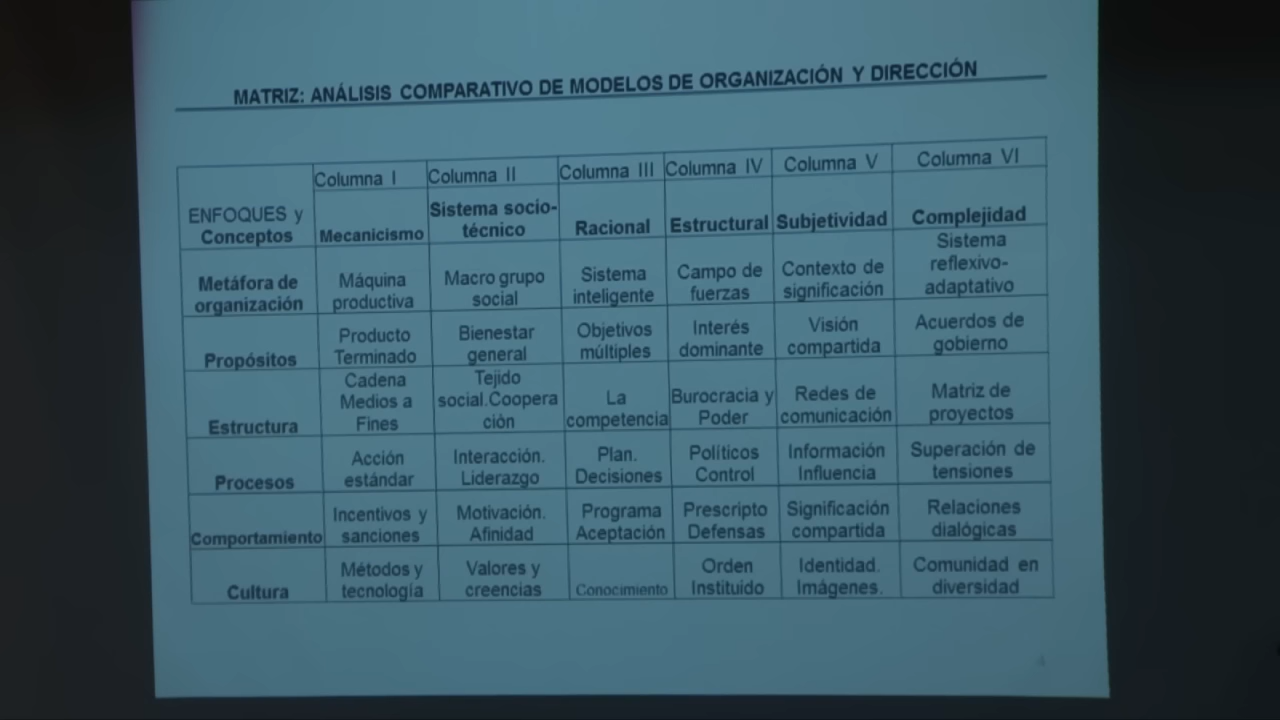 MATRIZ: ANÁLISIS COMPARATIVO DE MODELOS DE ORGANIZACIÓN Y DIRECCIÓN
ENFOQUES y
Conceptos
Columna I
Columna II
Columna III
Columna IV
Columna V
Columna VI
Mecanicismo
Sistema socio-
técnico
Racional
Estructural
Subjetividad
Complejidad
Metáfora de
organización
Máquina
productiva
Macro grupo
social
Sistema
inteligente
Campo de
fuerzas
Contexto de
significación
Sistema
reflexivo-
adaptativo
Propósitos
Producto
Terminado
Bienestar
general
Objetivos
múltiples
Interés
dominante
Visión
compartida
Acuerdos de
gobierno
Estructura
Cadena
Medios a
Fines
Tejido
social.Coopera
ción
La
competencia
Burocracia y
Poder
Redes de
comunicación
Matriz de
proyectos
Procesos
Acción
estándar
Interacción.
Liderazgo
Plan.
Decisiones
Políticos
Control
Información
Influencia
Superación de
tensiones
Comportamiento
Incentivos y
sanciones
Motivación.
Afinidad
Programa
Aceptación
Prescripto
Defensas
Significación
compartida
Relaciones
dialógicas
Cultura
Métodos y
tecnología
Valores y
creencias
Conocimiento
Orden
Instituido
Identidad.
Imágenes.
Comunidad en
diversidad
4